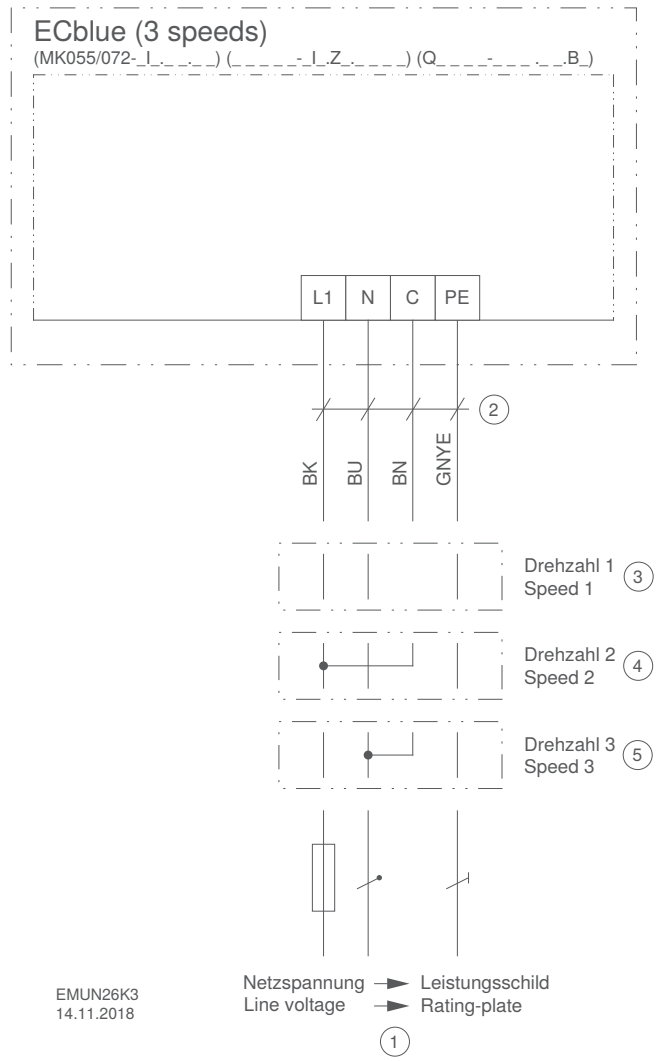 ECblue (3 speeds)
(MK055/072-_I_._ _._ _) (_ _ _ _ _-_I_.Z_._ _ _ _) (Q_ _ _ _-_ _ _._ _.B_)
L1 N C PE
2
BK BU BN GNYE
Drehzahl 1
Speed 1
3
Drehzahl 2
Speed 2
4
Drehzahl 3
Speed 3
5
Netzspannung Leistungsschild
Line voltage Rating-plate
1
EMUN26K3
14.11.2018